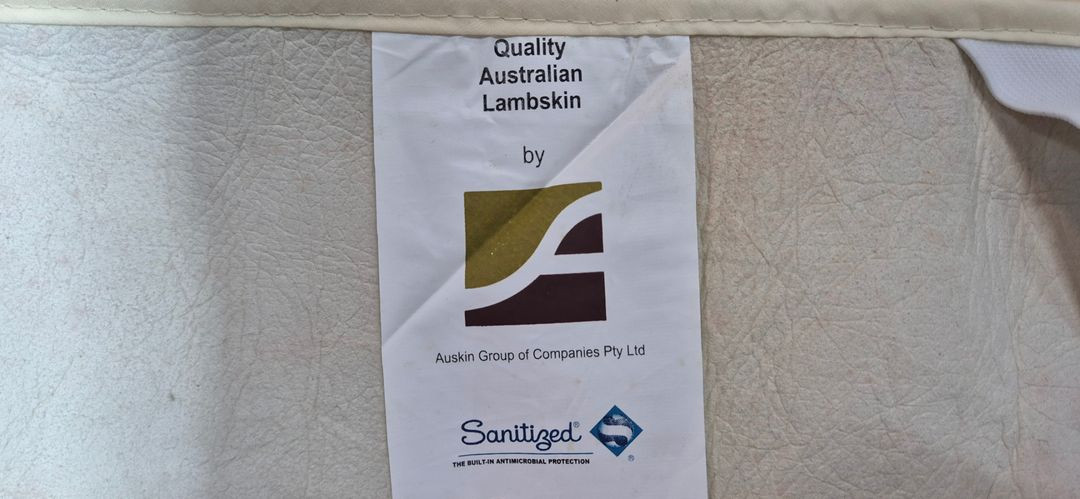 Quality
Australian
Lambskin
by
Auskin Group of Companies Pty Ltd
Sanitized®
THE BUILT-IN ANTIMICROBIAL PROTECTION
S
®